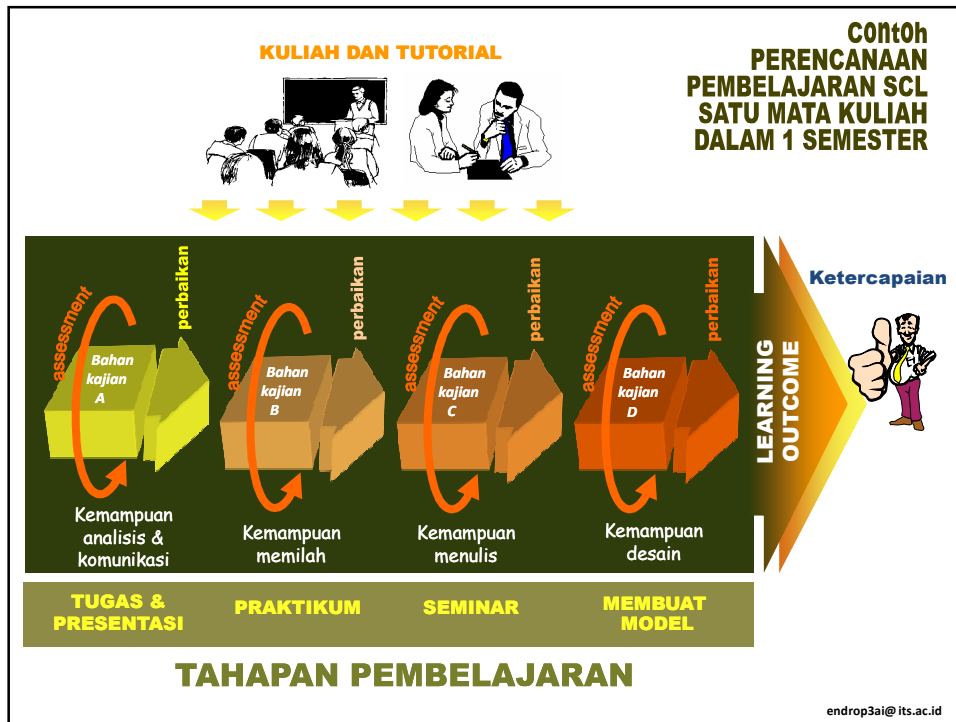 contoh
PERENCANAAN
PEMBELAJARAN SCL
SATU MATA KULIAH
DALAM 1 SEMESTER
KULIAH DAN TUTORIAL
assessment
perbaikan
Bahan
kajian
A
Kemampuan
analisis &
komunikasi
assessment
perbaikan
Bahan
kajian
B
Kemampuan
memilah
assessment
perbaikan
Bahan
kajian
C
Kemampuan
menulis
assessment
perbaikan
Bahan
kajian
D
Kemampuan
desain
LEARNING
OUTCOME
Ketercapaian
TUGAS &
PRESENTASI
PRAKTIKUM
SEMINAR
MEMBUAT
MODEL
TAHAPAN PEMBELAJARAN
endrop3ai@its.ac.id